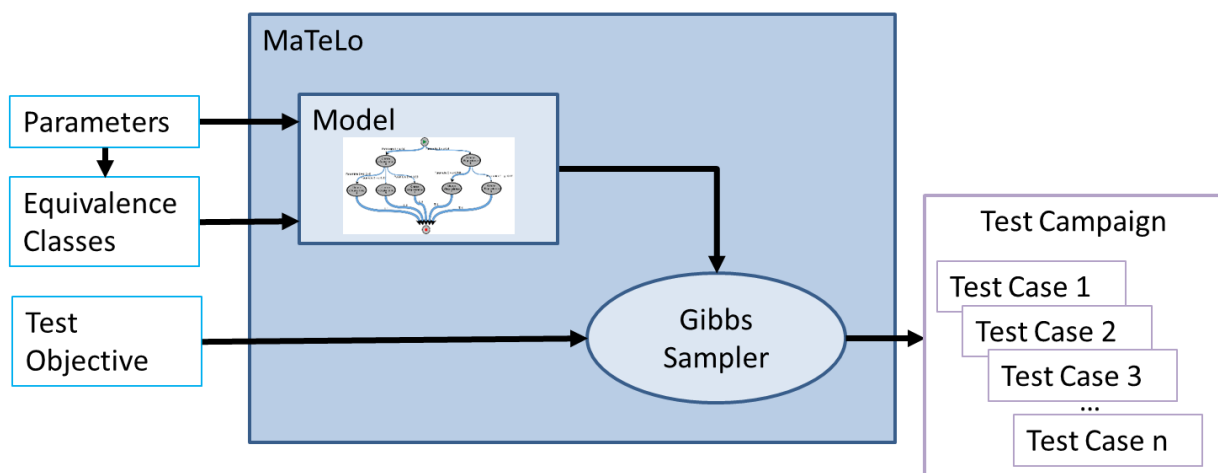 MaTeLo
Parameters
Model
Equivalence
Classes
Test Campaign
Test Case 1
Test
Objective
Gibbs
Sampler
Test Case 2
Test Case 3
...
Test Case n